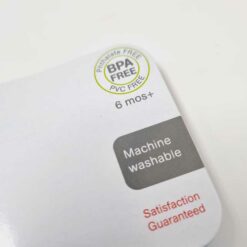 Phthalate FREE
BPA
FREE
PVC FREE
6 mos+
Machine
washable
Satisfaction
Guaranteed